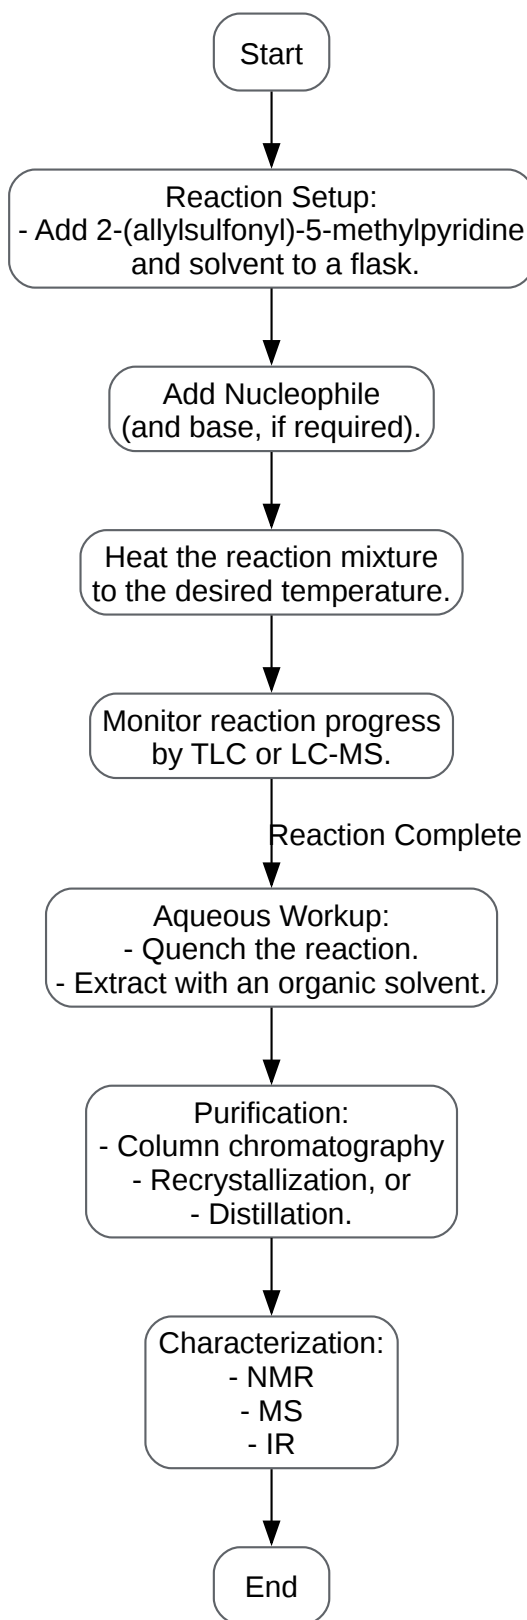 Start
Reaction Setup:
- Add 2-(allylsulfonyl)-5-methylpyridine
and solvent to a flask.
Add Nucleophile
(and base, if required).
Heat the reaction mixture
to the desired temperature.
Monitor reaction progress
by TLC or LC-MS.
Reaction Complete
Aqueous Workup:
- Quench the reaction.
- Extract with an organic solvent.
Purification:
- Column chromatography
- Recrystallization, or
- Distillation.
Characterization:
- NMR
- MS
- IR
End